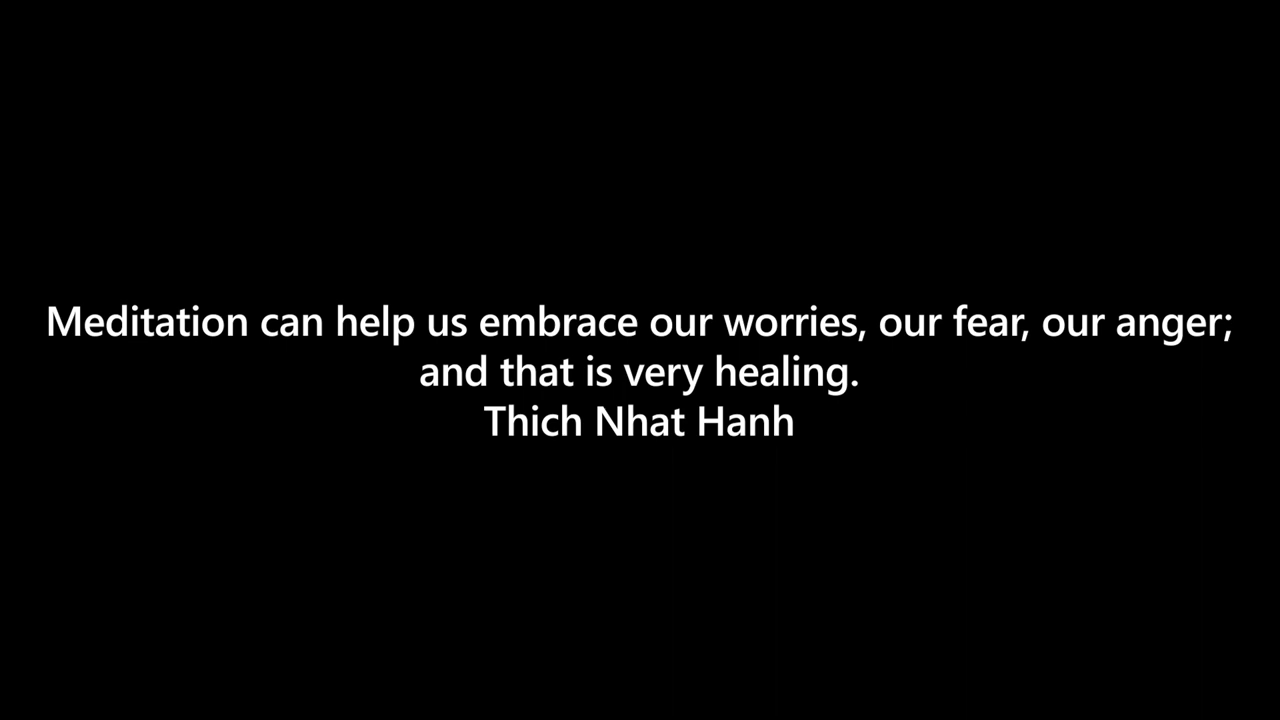 Meditation can help us embrace our worries, our fear, our anger;
and that is very healing.
Thich Nhat Hanh